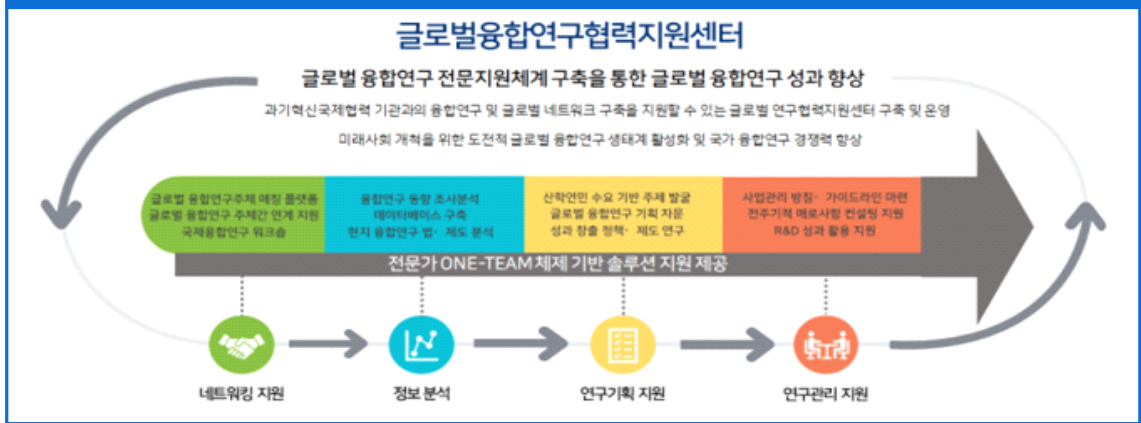 글로벌융합연구협력지원센터
글로벌 융합연구 전문지원체계 구축을 통한 글로벌 융합연구 성과 향상
과기혁신국제협력 기관과의 융합연구 및 글로벌 네트워크 구축을 지원할 수 있는 글로벌 연구협력지원센터 구축 및 운영
미래사회 개척을 위한 도전적 글로벌 융합연구 생태계 활성화 및 국가 융합연구 경쟁력 향상
글로벌 융합연구주체 매칭 플랫폼
글로벌 융합연구 주체간 연계 지원
국제융합연구 워크숍
융합연구 동향 조사분석
데이터베이스 구축
현지 융합연구 법· 제도 분석
산학연민 수요 기반 주제 발굴
글로벌 융합연구 기획 자문
성과 창출 정책· 제도 연구
사업관리 방침· 가이드라인 마련
전주기적 애로사항 컨설팅 지원
R&D 성과 활용 지원
전문가 ONE-TEAM 체제 기반 솔루션 지원 제공
네트워킹 지원
정보 분석
연구기획 지원
연구관리 지원